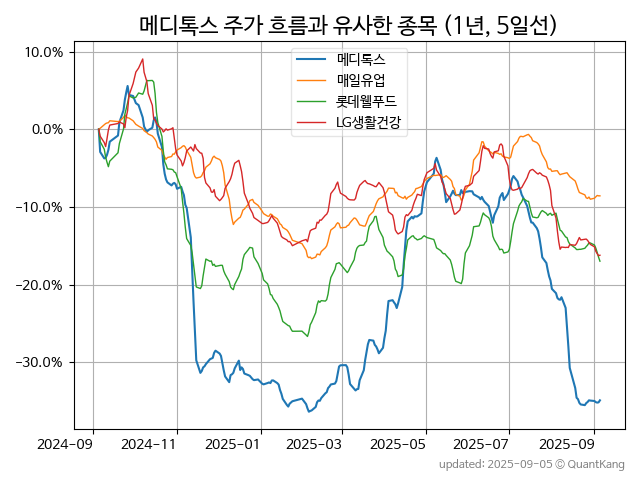 메디톡스 주가 흐름과 유사한 종목 (1년, 5일선)
메디톡스
매일유업
롯데웰푸드
LG생활건강
10.0%
0.0%
−10.0%
−20.0%
−30.0%
2024-09 2024-11 2025-01 2025-03 2025-05 2025-07 2025-09
updated: 2025-09-05 © QuantKang